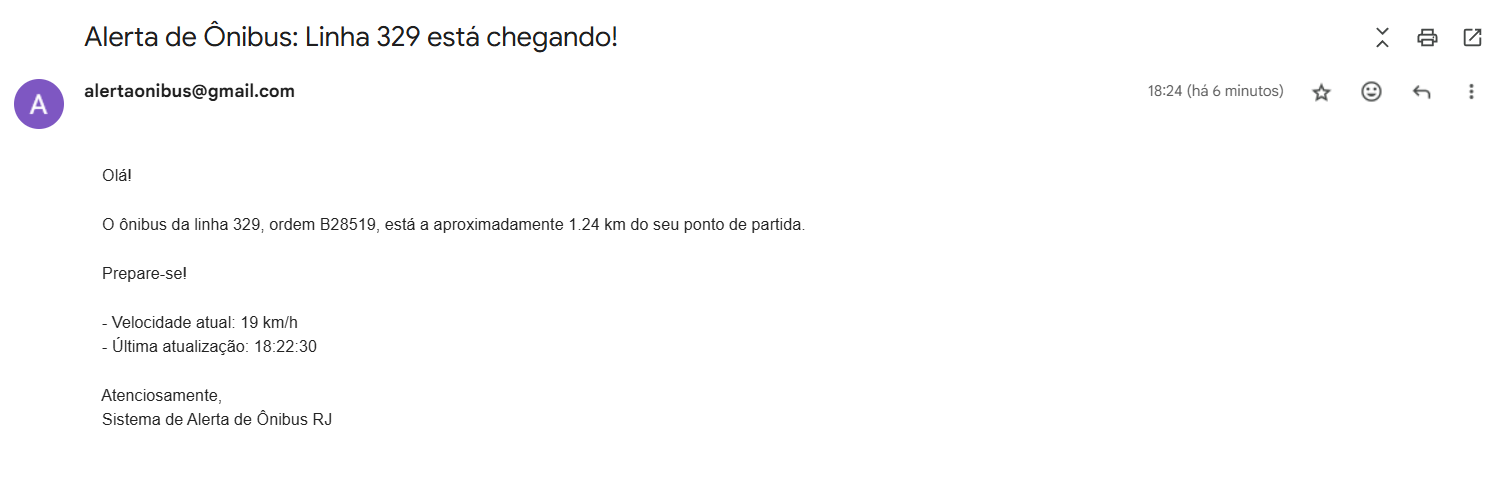 Alerta de Ônibus: Linha 329 está chegando!
A
alertaonibus@gmail.com
18:24 (há 6 minutos)
Olá!
O ônibus da linha 329, ordem B28519, está a aproximadamente 1.24 km do seu ponto de partida.
Prepare-se!
- Velocidade atual: 19 km/h
- Última atualização: 18:22:30
Atenciosamente,
Sistema de Alerta de Ônibus RJ